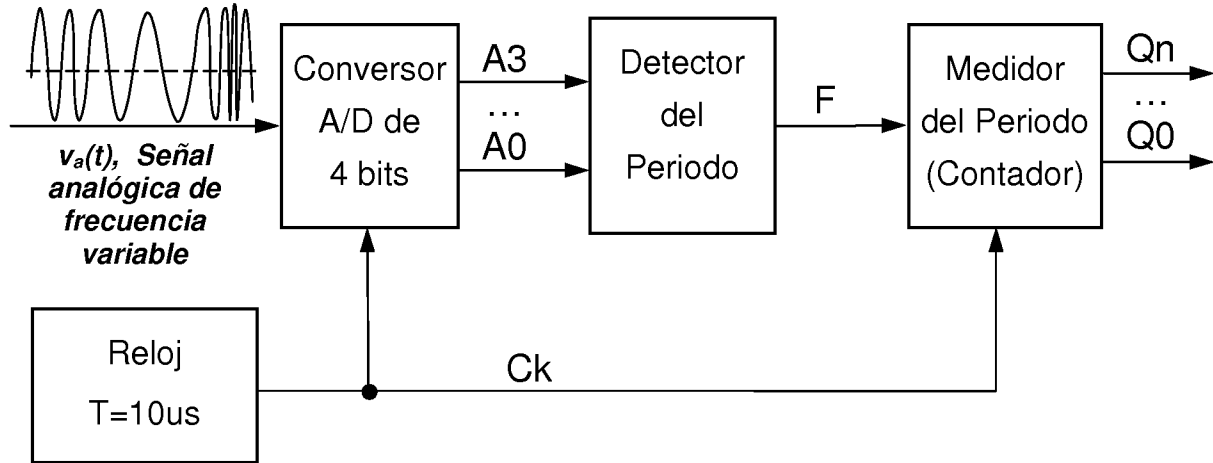 Conversor
A/D de
4 bits
A3
...
A0
Detector
del
Periodo
F
Medidor
del Periodo
(Contador)
Qn
...
Q0
va(t), Señal
analógica de
frecuencia
variable
Reloj
T=10us
Ck